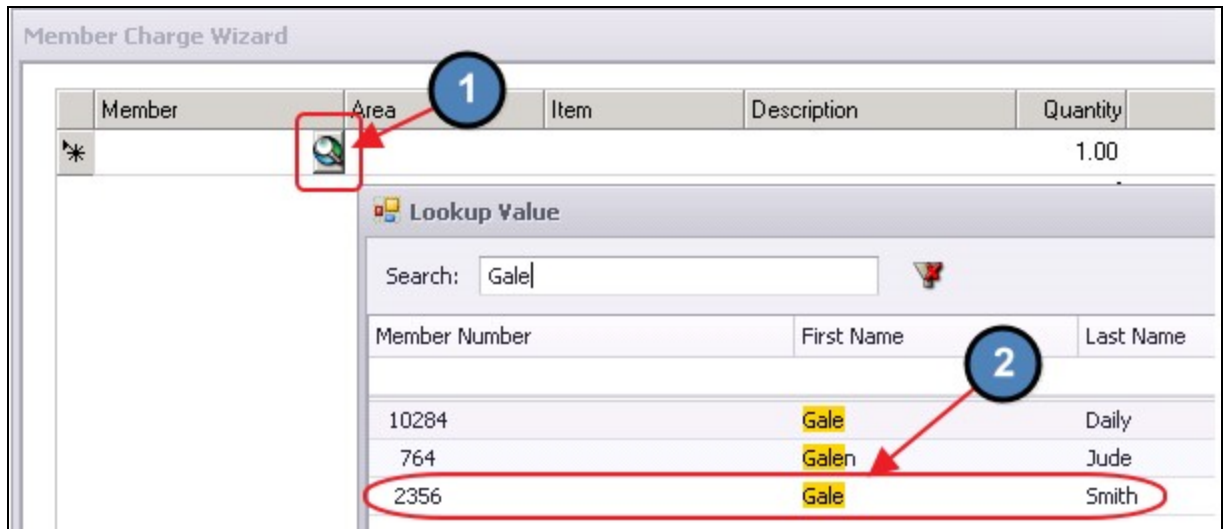 Member Charge Wizard
1
Member Area Item Description Quantity
1.00
Lookup Value
Search: Gale
Member Number First Name Last Name
2
10284 Gale Daily
764 Galen Jude
2356 Gale Smith